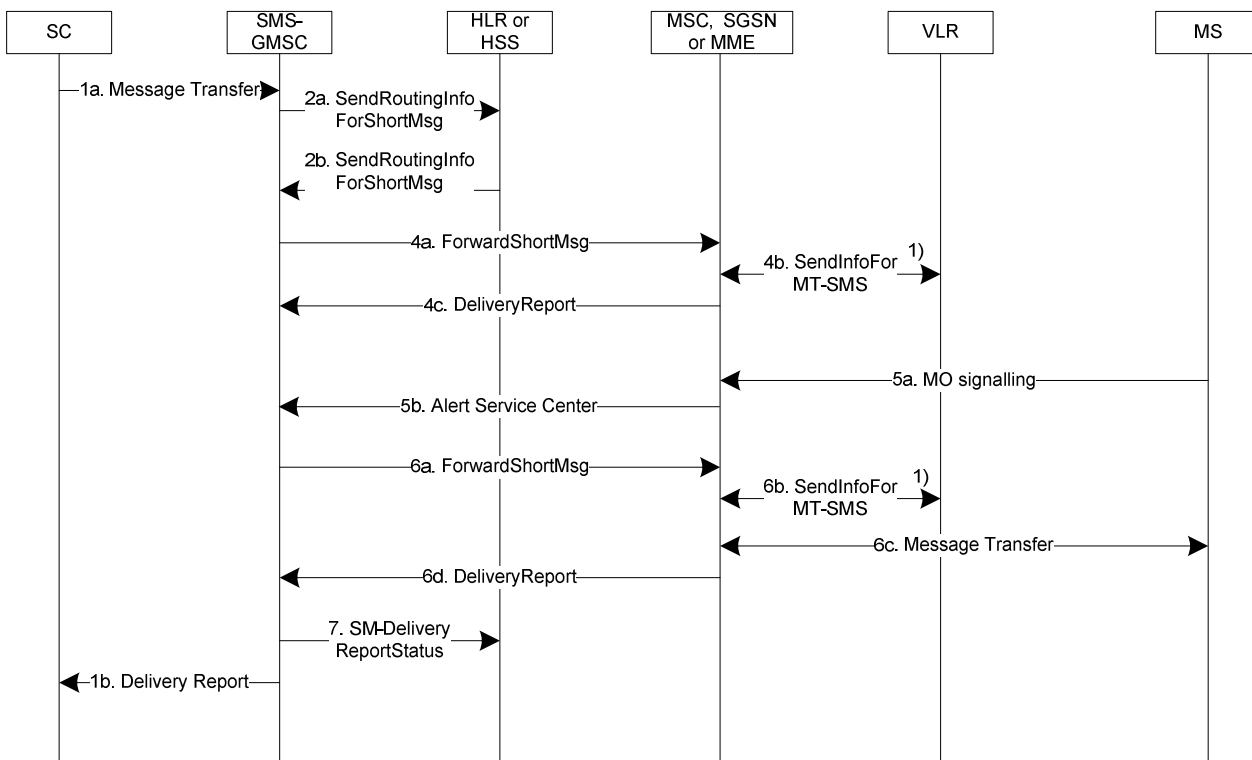 SC
SMS-
GMSC
HLR or
HSS
MSC, SGSN
or MME
VLR
MS
1a. Message Transfer
2a. SendRoutingInfo
ForShortMsg
2b. SendRoutingInfo
ForShortMsg
4a. ForwardShortMsg
4b. SendInfoFor 1)
MT-SMS
4c. DeliveryReport
5a. MO signalling
5b. Alert Service Center
6a. ForwardShortMsg
6b. SendInfoFor 1)
MT-SMS
6c. Message Transfer
6d. DeliveryReport
7. SM-Delivery
ReportStatus
1b. Delivery Report